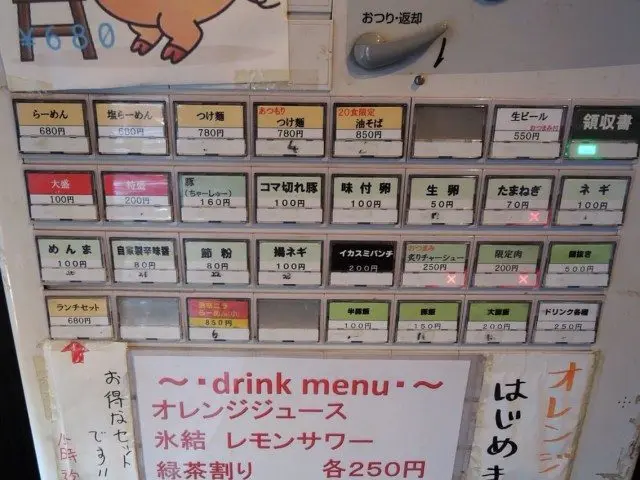 ¥680
おつり・返却
らーめん
680円
塩らーめん
680円
つけ麺
780円
あつもり
つけ麺
780円
20食限定
油そば
850円
生ビール
おつまみ付
550円
領収書
大盛
100円
特盛
200円
豚
(ちゃーしゅー)
160円
コマ切れ豚
100円
味付卵
100円
生卵
50円
たまねぎ
70円
ネギ
100円
めんま
100円
自家製辛味醤
80円
節粉
80円
揚ネギ
100円
イカスミパンチ
200円
おつまみ
炙りチャーシュー
250円
限定肉
200円
500円
ランチセット
680円
850円
半豚飯
100円
豚飯
150円
大豚飯
200円
ドリンク各種
250円
お得なセット
です!!
～・drink menu・～
オレンジジュース
氷結 レモンサワー
緑茶割り 各250円
オレンジ
はじめま